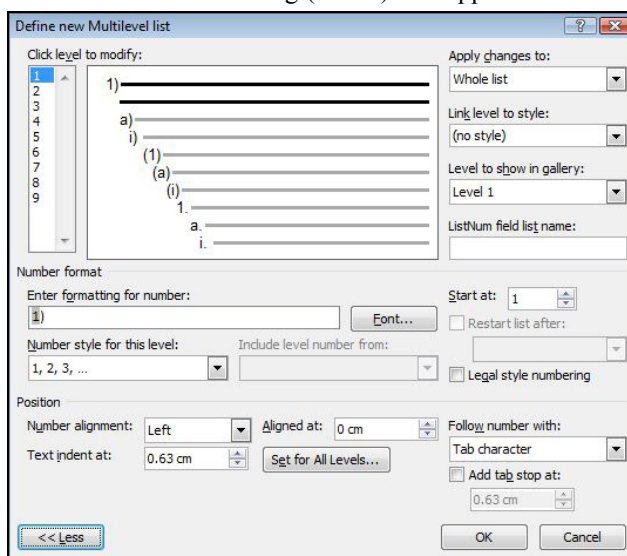 Define new Multilevel list
Click level to modify:
1
2
3
4
5
6
7
8
9
1)
a)
i)
(1)
(a)
(i)
1.
a.
i.
Apply changes to:
Whole list
Link level to style:
(no style)
Level to show in gallery:
Level 1
ListNum field list name:
Number format
Enter formatting for number:
1)
Font...
Start at: 1
Restart list after:
Number style for this level:
1, 2, 3, ...
Include level number from:
Legal style numbering
Position
Number alignment: Left
Aligned at: 0 cm
Follow number with:
Tab character
Text indent at: 0.63 cm
Set for All Levels...
Add tab stop at:
0.63 cm
<< Less
OK
Cancel